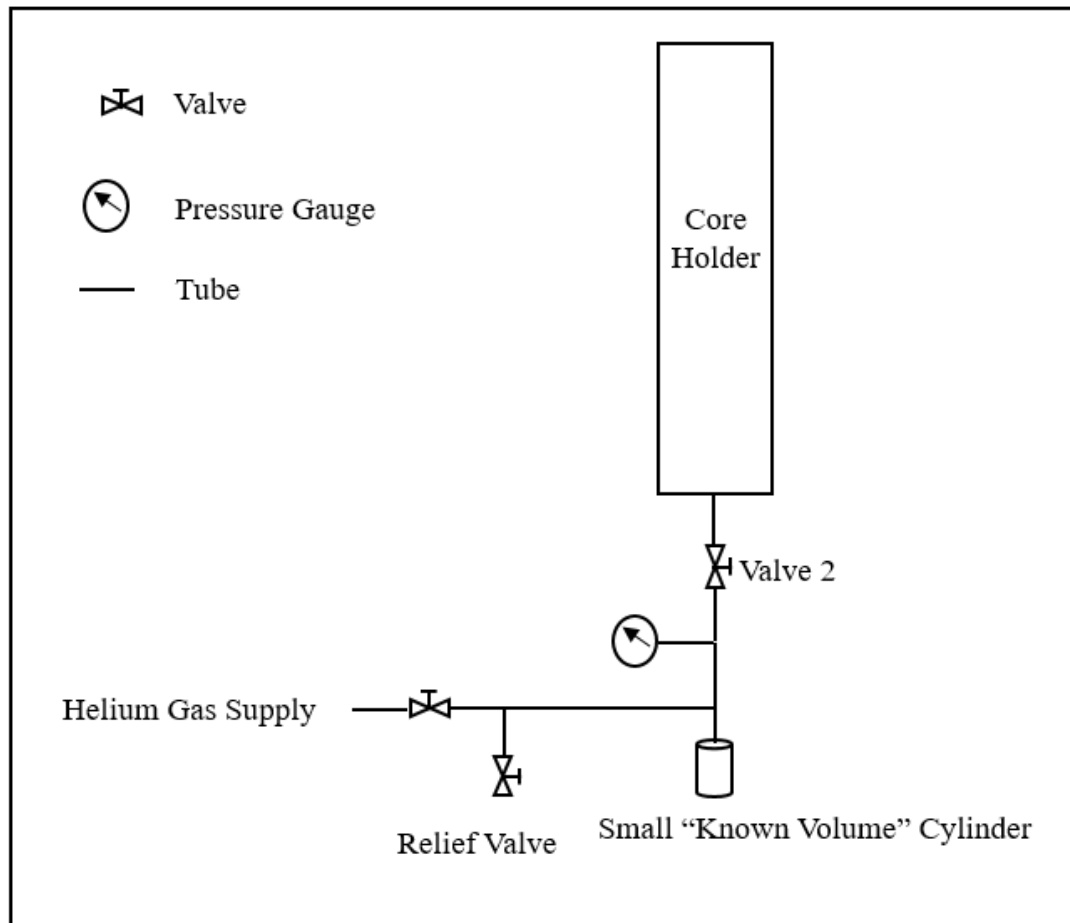 Valve
Pressure Gauge
Tube
Core
Holder
Valve 2
Helium Gas Supply
Relief Valve
Small “Known Volume” Cylinder